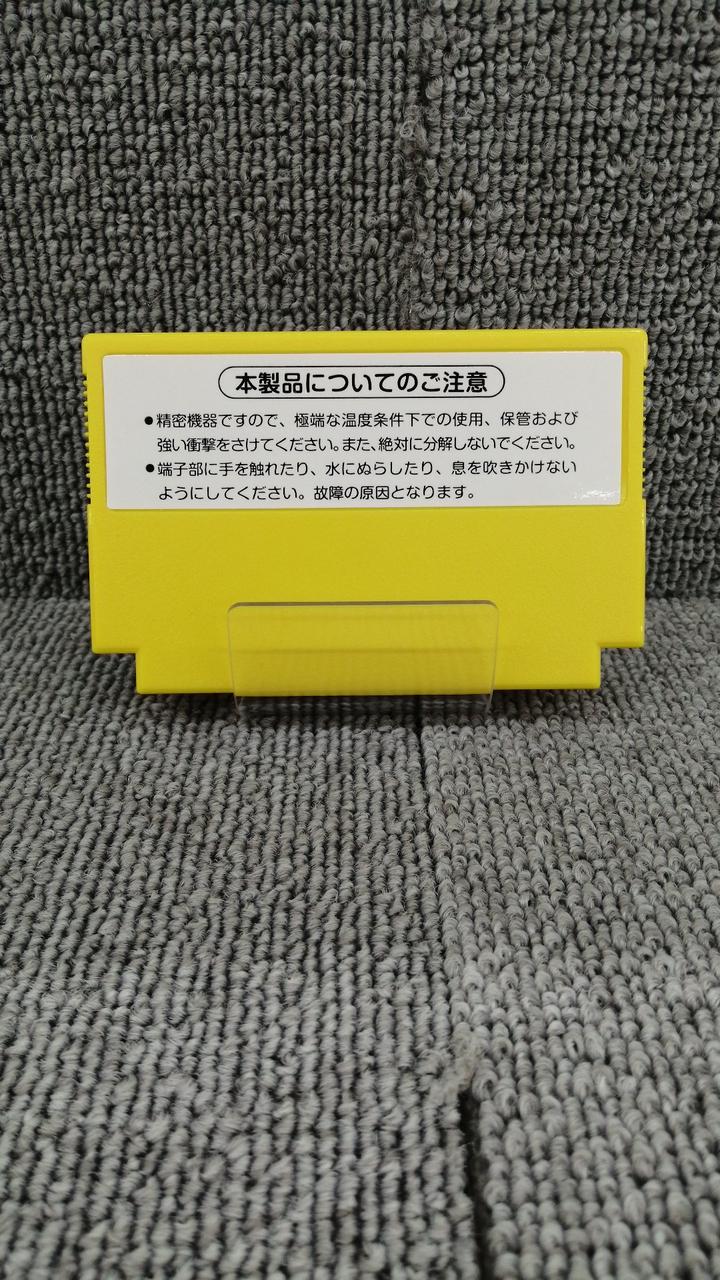 本製品についてのご注意
●精密機器ですので、極端な温度条件下での使用、保管および
強い衝撃をさけてください。また、絶対に分解しないでください。
●端子部に手を触れたり、水にぬらしたり、息を吹きかけない
ようにしてください。故障の原因となります。